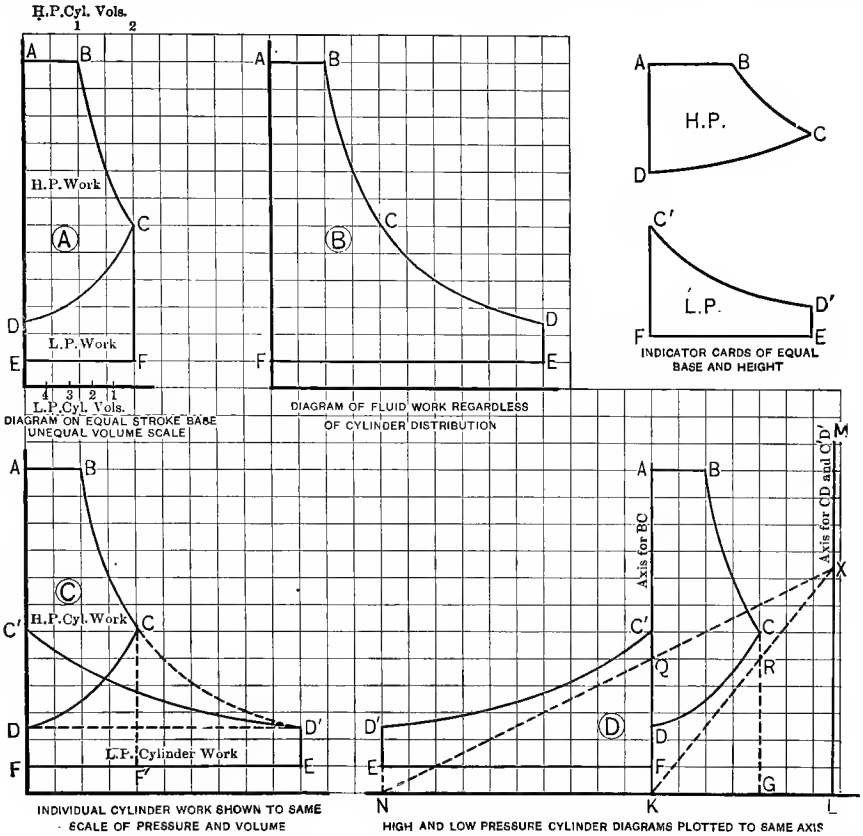 H.P.Cyl. Vols.
1 2
A B
H.P.Work
A
C
D
L.P.Work
E F
4 3 2 1
L.P.Cyl. Vols.
DIAGRAM ON EQUAL STROKE BASE
UNEQUAL VOLUME SCALE
A B
C
B
D
F E
DIAGRAM OF FLUID WORK REGARDLESS
OF CYLINDER DISTRIBUTION
A B
H.P.
C
D
C'
L.P.
D'
F E
INDICATOR CARDS OF EQUAL
BASE AND HEIGHT
A B
C
H.P.Cyl.Work
C' C
D D'
L.P. Cylinder Work
F F' E
INDIVIDUAL CYLINDER WORK SHOWN TO SAME
SCALE OF PRESSURE AND VOLUME
M
A B
Axis for BC
Axis for CD and C'D'
X
C' C
Q R
D' D
D
E F
G
N K L
HIGH AND LOW PRESSURE CYLINDER DIAGRAMS PLOTTED TO SAME AXIS